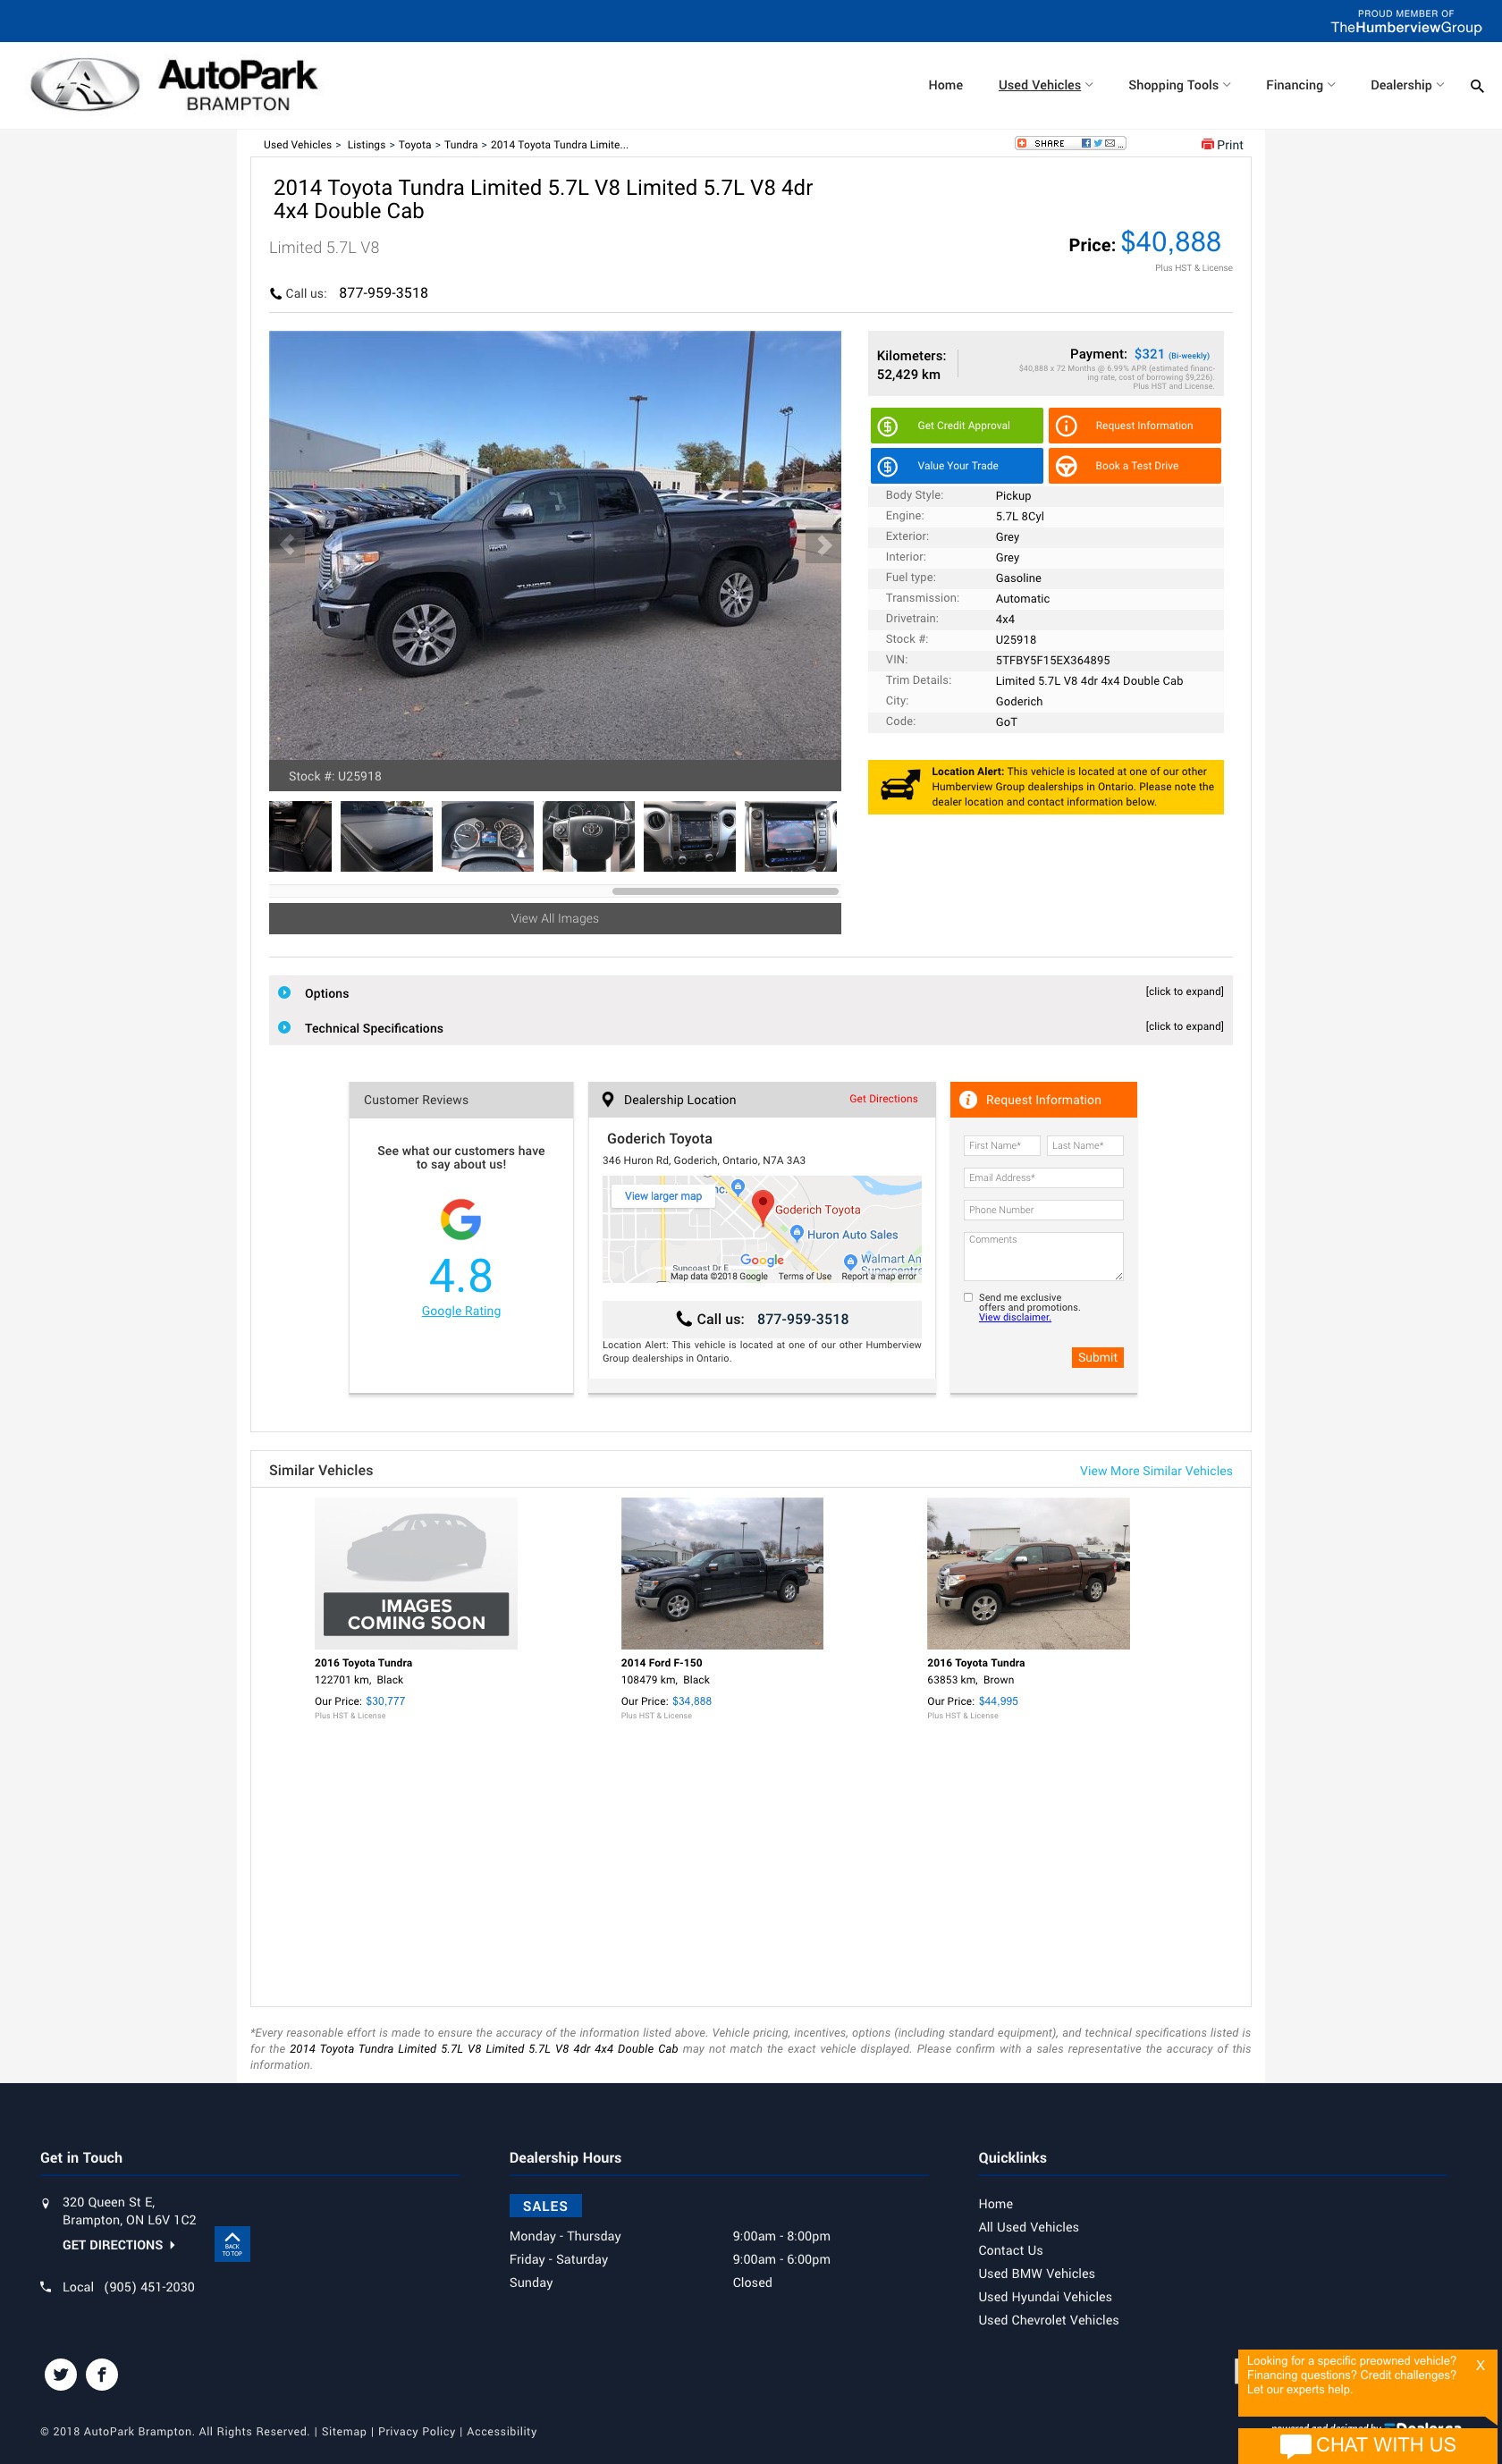 PROUD MEMBER OF
TheHumberviewGroup
AutoPark
BRAMPTON
Home
Used Vehicles
Shopping Tools
Financing
Dealership
Used Vehicles > Listings > Toyota > Tundra > 2014 Toyota Tundra Limite...
SHARE
Print
2014 Toyota Tundra Limited 5.7L V8 Limited 5.7L V8 4dr
4x4 Double Cab
Limited 5.7L V8
Price: $40,888
Plus HST & License
Call us: 877-959-3518
Kilometers:
52,429 km
Payment: $321 (Bi-weekly)
$40,888 x 72 Months @ 6.99% APR (estimated financ-
ing rate, cost of borrowing $9,226).
Plus HST and License.
Get Credit Approval
Request Information
Value Your Trade
Book a Test Drive
Body Style: Pickup
Engine: 5.7L 8Cyl
Exterior: Grey
Interior: Grey
Fuel type: Gasoline
Transmission: Automatic
Drivetrain: 4x4
Stock #: U25918
VIN: 5TFBY5F15EX364895
Trim Details: Limited 5.7L V8 4dr 4x4 Double Cab
City: Goderich
Code: GoT
TUNDRA
Stock #: U25918
Location Alert: This vehicle is located at one of our other
Humberview Group dealerships in Ontario. Please note the
dealer location and contact information below.
View All Images
Options
[click to expand]
Technical Specifications
[click to expand]
Customer Reviews
See what our customers have
to say about us!
4.8
Google Rating
Dealership Location
Get Directions
Goderich Toyota
346 Huron Rd, Goderich, Ontario, N7A 3A3
View larger map
nc.
Goderich Toyota
Huron Auto Sales
Google
Walmart
Suncoast Dr E
Supercentre
Map data ©2018 Google
Terms of Use
Report a map error
Call us: 877-959-3518
Location Alert: This vehicle is located at one of our other Humberview
Group dealerships in Ontario.
Request Information
First Name*
Last Name*
Email Address*
Phone Number
Comments
Send me exclusive
offers and promotions.
View disclaimer.
Submit
Similar Vehicles
View More Similar Vehicles
IMAGES
COMING SOON
2016 Toyota Tundra
122701 km, Black
Our Price: $30,777
Plus HST & License
2014 Ford F-150
108479 km, Black
Our Price: $34,888
Plus HST & License
2016 Toyota Tundra
63853 km, Brown
Our Price: $44,995
Plus HST & License
*Every reasonable effort is made to ensure the accuracy of the information listed above. Vehicle pricing, incentives, options (including standard equipment), and technical specifications listed is
for the 2014 Toyota Tundra Limited 5.7L V8 Limited 5.7L V8 4dr 4x4 Double Cab may not match the exact vehicle displayed. Please confirm with a sales representative the accuracy of this
information.
Get in Touch
320 Queen St E,
Brampton, ON L6V 1C2
GET DIRECTIONS
BACK
TO TOP
Local (905) 451-2030
Dealership Hours
SALES
Monday - Thursday 9:00am - 8:00pm
Friday - Saturday 9:00am - 6:00pm
Sunday Closed
Quicklinks
Home
All Used Vehicles
Contact Us
Used BMW Vehicles
Used Hyundai Vehicles
Used Chevrolet Vehicles
Looking for a specific preowned vehicle?
Financing questions? Credit challenges?
Let our experts help.
X
powered and designed by
CHAT WITH US
© 2018 AutoPark Brampton. All Rights Reserved. | Sitemap | Privacy Policy | Accessibility